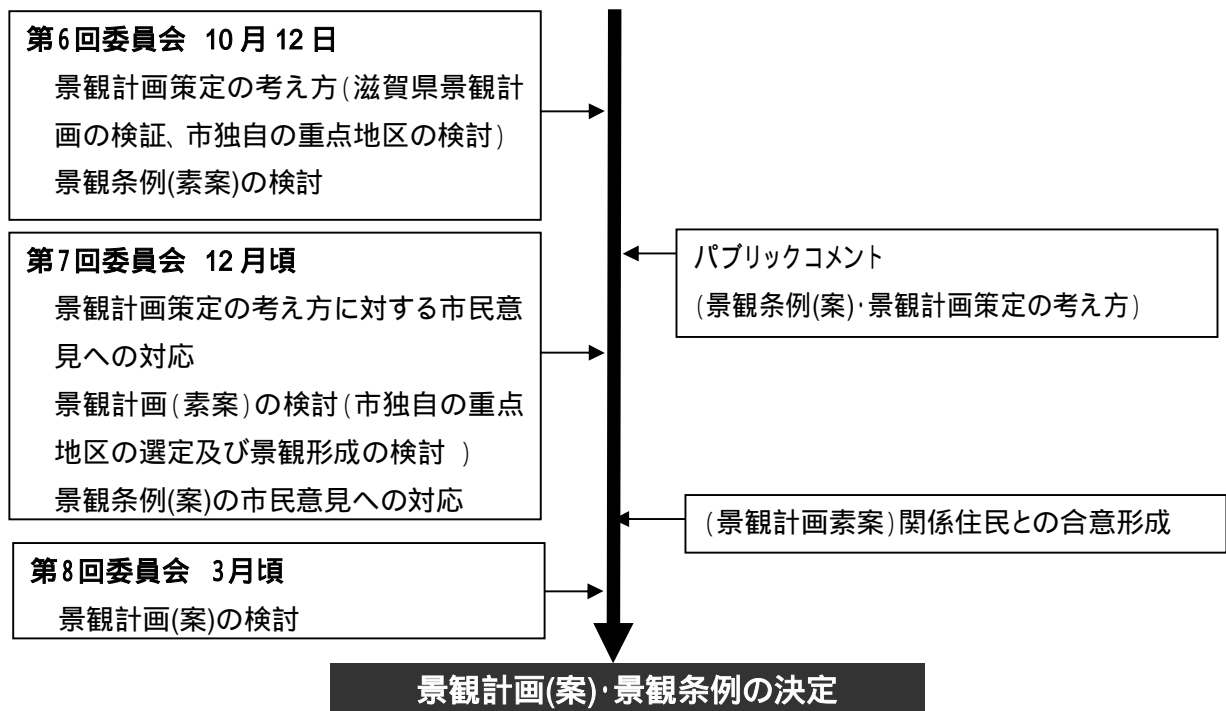 第6回委員会 10月12日
景観計画策定の考え方(滋賀県景観計
画の検証、市独自の重点地区の検討)
景観条例(素案)の検討
パブリックコメント
(景観条例(案)・景観計画策定の考え方)
第7回委員会 12月頃
景観計画策定の考え方に対する市民意
見への対応
景観計画(素案)の検討(市独自の重点
地区の選定及び景観形成の検討 )
景観条例(案)の市民意見への対応
(景観計画素案)関係住民との合意形成
第8回委員会 3月頃
景観計画(案)の検討
景観計画(案)・景観条例の決定